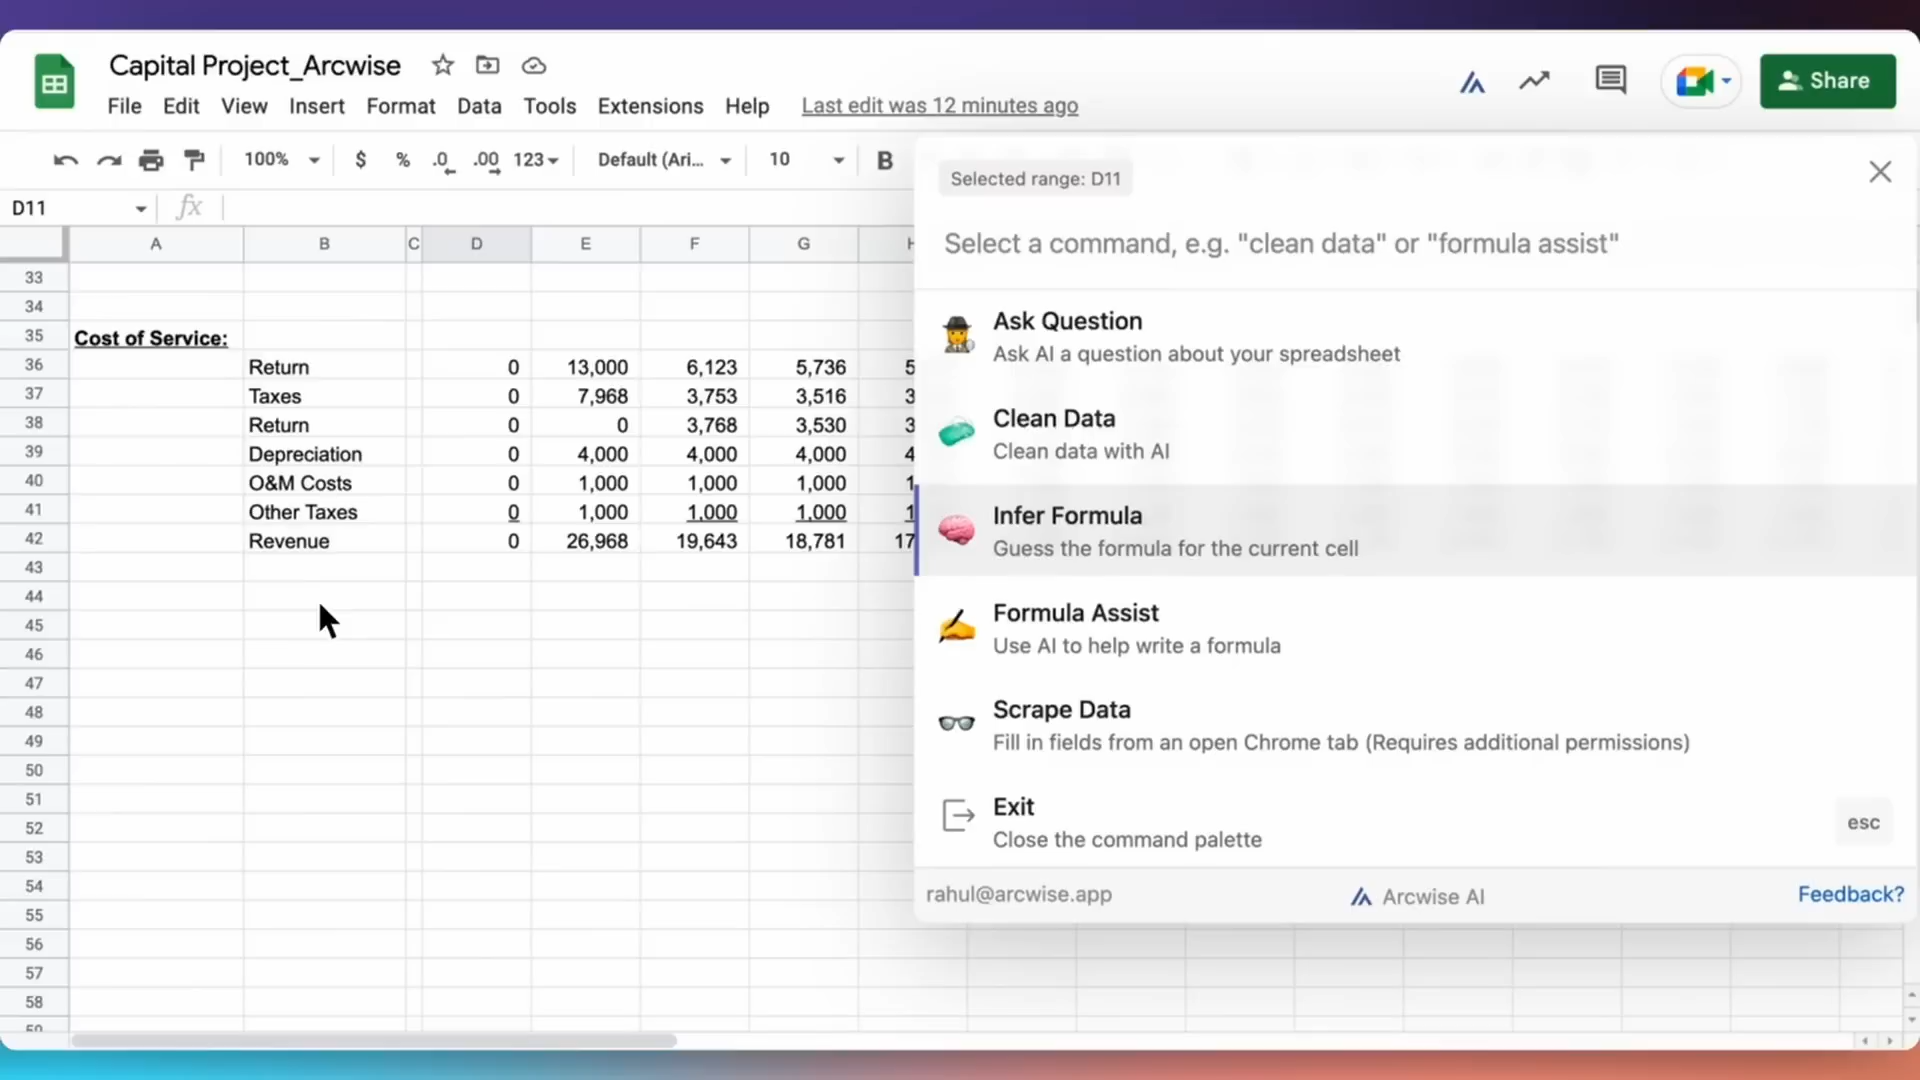 Capital Project_Arcwise
File Edit View Insert Format Data Tools Extensions Help Last edit was 12 minutes ago
Share
100% $ % .0 .00 123 Default (Ari... 10 B
D11 fx
Selected range: D11
Select a command, e.g. "clean data" or "formula assist"
A B C D E F G
33
34
35 Cost of Service:
36 Return 0 13,000 6,123 5,736 5
37 Taxes 0 7,968 3,753 3,516 3
38 Return 0 0 3,768 3,530 3
39 Depreciation 0 4,000 4,000 4,000 4
40 O&M Costs 0 1,000 1,000 1,000 1
41 Other Taxes 0 1,000 1,000 1,000 1
42 Revenue 0 26,968 19,643 18,781 17
43
44
45
46
47
48
49
50
51
52
53
54
55
56
57
58
59
Ask Question
Ask AI a question about your spreadsheet
Clean Data
Clean data with AI
Infer Formula
Guess the formula for the current cell
Formula Assist
Use AI to help write a formula
Scrape Data
Fill in fields from an open Chrome tab (Requires additional permissions)
Exit
Close the command palette
esc
rahul@arcwise.app Arcwise AI Feedback?